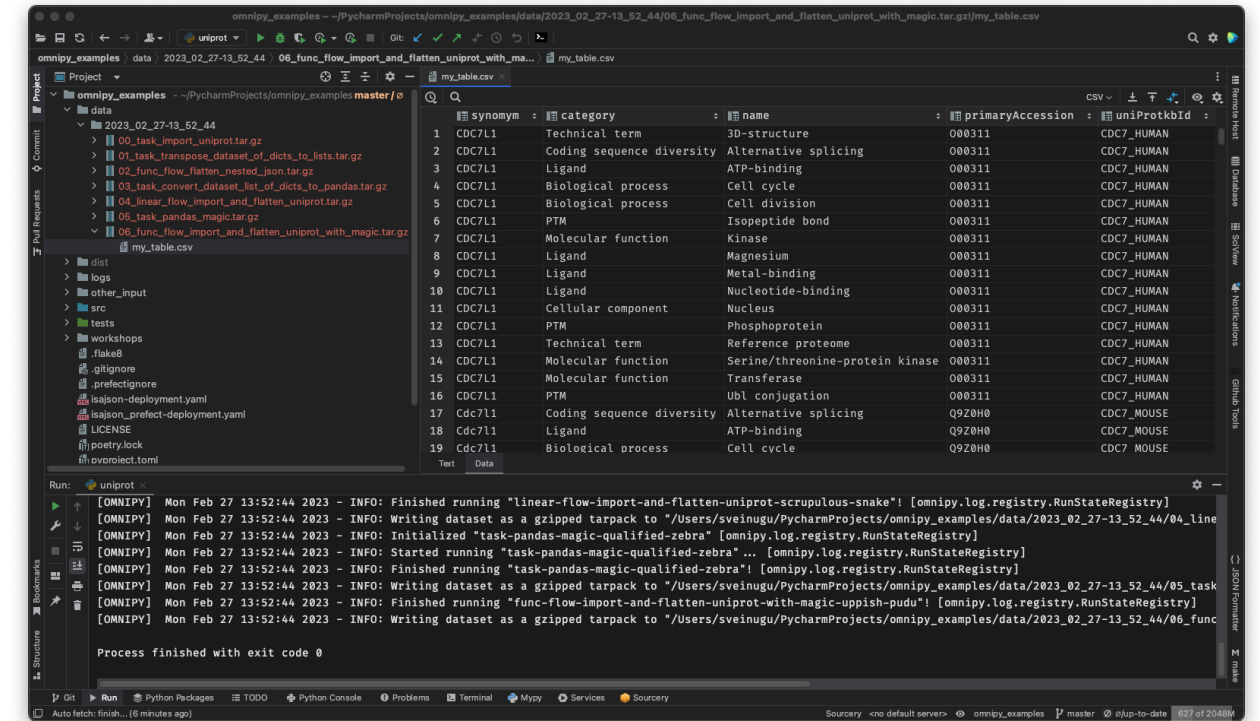 omnipy_examples – ~/PycharmProjects/omnipy_examples/data/2023_02_27-13_52_44/06_func_flow_import_and_flatten_uniprot_with_magic.tar.gz!/my_table.csv
uniprot Git:
omnipy_examples data 2023_02_27-13_52_44 06_func_flow_import_and_flatten_uniprot_with_ma... my_table.csv
Project
my_table.csv
omnipy_examples ~/PycharmProjects/omnipy_examples master / ø
data
2023_02_27-13_52_44
00_task_import_uniprot.tar.gz
01_task_transpose_dataset_of_dicts_to_lists.tar.gz
02_func_flow_flatten_nested_json.tar.gz
03_task_convert_dataset_list_of_dicts_to_pandas.tar.gz
04_linear_flow_import_and_flatten_uniprot.tar.gz
05_task_pandas_magic.tar.gz
06_func_flow_import_and_flatten_uniprot_with_magic.tar.gz
my_table.csv
dist
logs
other_input
src
tests
workshops
.flake8
.gitignore
.prefectignore
isajson-deployment.yaml
isajson_prefect-deployment.yaml
LICENSE
poetry.lock
pyproject.toml
CSV
synomym category name primaryAccession uniProtkbId
1 CDC7L1 Technical term 3D-structure O00311 CDC7_HUMAN
2 CDC7L1 Coding sequence diversity Alternative splicing O00311 CDC7_HUMAN
3 CDC7L1 Ligand ATP-binding O00311 CDC7_HUMAN
4 CDC7L1 Biological process Cell cycle O00311 CDC7_HUMAN
5 CDC7L1 Biological process Cell division O00311 CDC7_HUMAN
6 CDC7L1 PTM Isopeptide bond O00311 CDC7_HUMAN
7 CDC7L1 Molecular function Kinase O00311 CDC7_HUMAN
8 CDC7L1 Ligand Magnesium O00311 CDC7_HUMAN
9 CDC7L1 Ligand Metal-binding O00311 CDC7_HUMAN
10 CDC7L1 Ligand Nucleotide-binding O00311 CDC7_HUMAN
11 CDC7L1 Cellular component Nucleus O00311 CDC7_HUMAN
12 CDC7L1 PTM Phosphoprotein O00311 CDC7_HUMAN
13 CDC7L1 Technical term Reference proteome O00311 CDC7_HUMAN
14 CDC7L1 Molecular function Serine/threonine-protein kinase O00311 CDC7_HUMAN
15 CDC7L1 Molecular function Transferase O00311 CDC7_HUMAN
16 CDC7L1 PTM Ubl conjugation O00311 CDC7_HUMAN
17 Cdc7l1 Coding sequence diversity Alternative splicing Q9Z0H0 CDC7_MOUSE
18 Cdc7l1 Ligand ATP-binding Q9Z0H0 CDC7_MOUSE
19 Cdc7l1 Biological process Cell cycle Q9Z0H0 CDC7_MOUSE
Text Data
Project
Commit
Pull Requests
Bookmarks
Structure
Remote Host
Database
SciView
Notifications
Github Tools
JSON Formatter
make
Run: uniprot
[OMNIPY] Mon Feb 27 13:52:44 2023 - INFO: Finished running "linear-flow-import-and-flatten-uniprot-scrupulous-snake"! [omnipy.log.registry.RunStateRegistry]
[OMNIPY] Mon Feb 27 13:52:44 2023 - INFO: Writing dataset as a gzipped tarpack to "/Users/sveinugu/PycharmProjects/omnipy_examples/data/2023_02_27-13_52_44/04_line
[OMNIPY] Mon Feb 27 13:52:44 2023 - INFO: Initialized "task-pandas-magic-qualified-zebra" [omnipy.log.registry.RunStateRegistry]
[OMNIPY] Mon Feb 27 13:52:44 2023 - INFO: Started running "task-pandas-magic-qualified-zebra"... [omnipy.log.registry.RunStateRegistry]
[OMNIPY] Mon Feb 27 13:52:44 2023 - INFO: Finished running "task-pandas-magic-qualified-zebra"! [omnipy.log.registry.RunStateRegistry]
[OMNIPY] Mon Feb 27 13:52:44 2023 - INFO: Writing dataset as a gzipped tarpack to "/Users/sveinugu/PycharmProjects/omnipy_examples/data/2023_02_27-13_52_44/05_task
[OMNIPY] Mon Feb 27 13:52:44 2023 - INFO: Finished running "func-flow-import-and-flatten-uniprot-with-magic-uppish-pudu"! [omnipy.log.registry.RunStateRegistry]
[OMNIPY] Mon Feb 27 13:52:44 2023 - INFO: Writing dataset as a gzipped tarpack to "/Users/sveinugu/PycharmProjects/omnipy_examples/data/2023_02_27-13_52_44/06_func
Process finished with exit code 0
Git Run Python Packages TODO Python Console Problems Terminal Mypy Services Sourcery
Auto fetch: finish... (6 minutes ago) Sourcery <no default server> omnipy_examples master ø/up-to-date 627 of 2048M